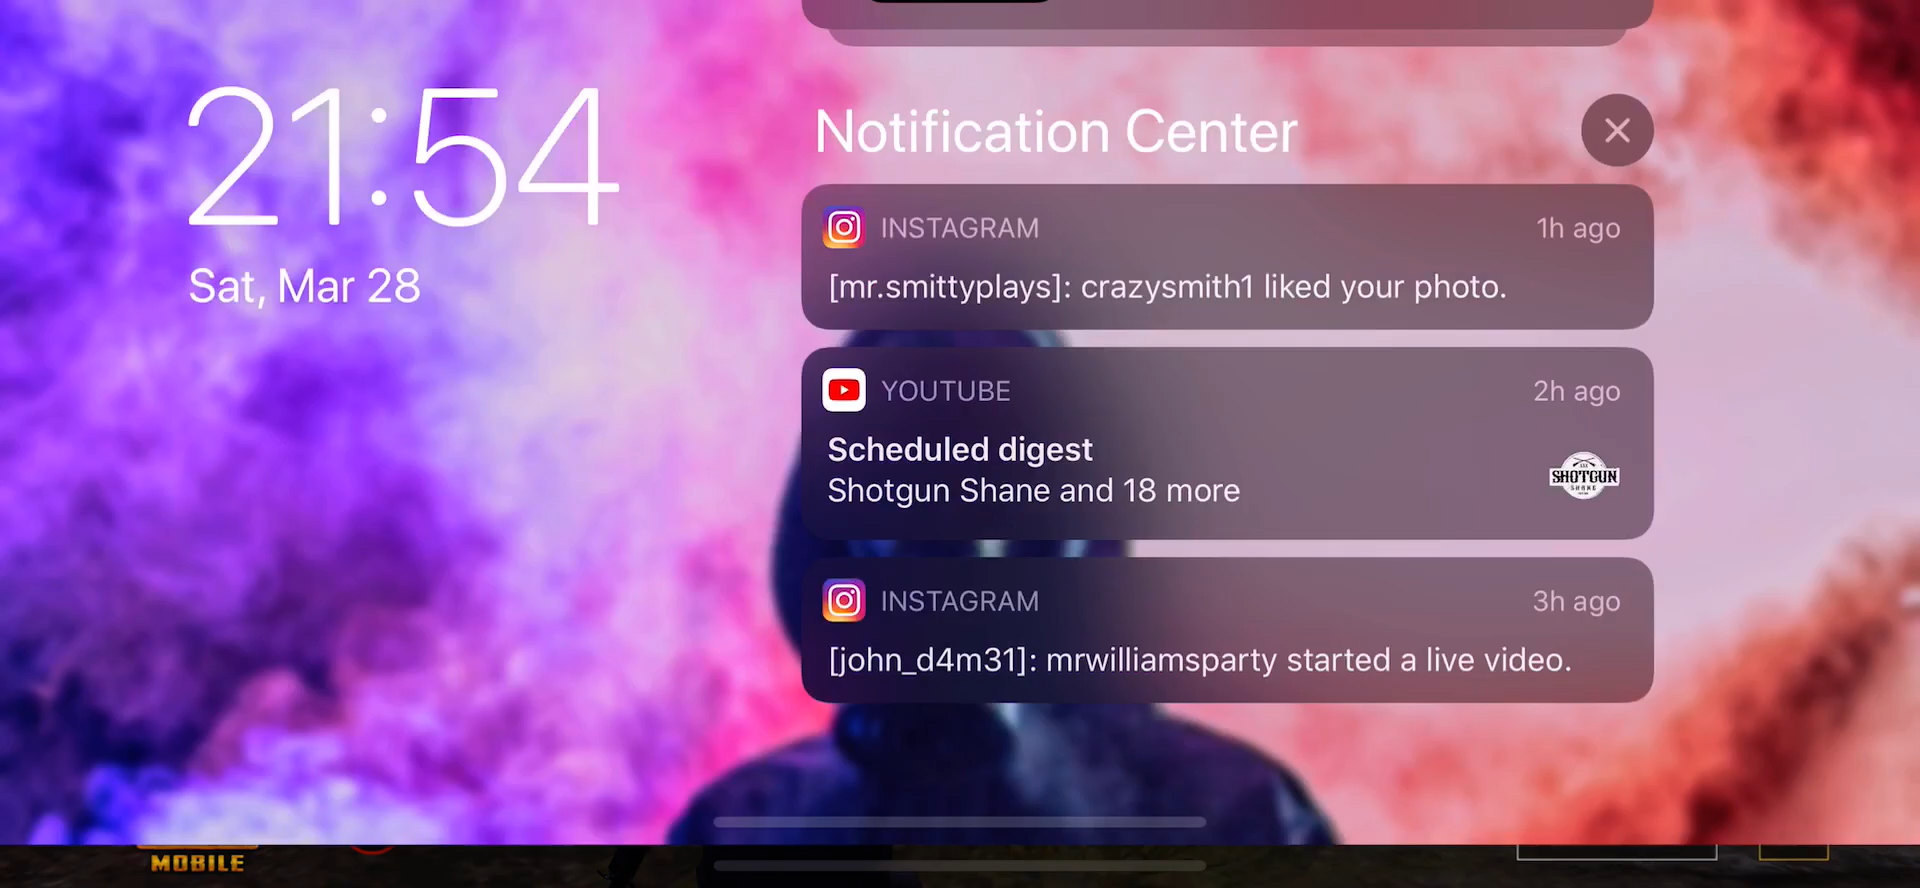 21:54
Sat, Mar 28
Notification Center
INSTAGRAM
1h ago
[mr.smittyplays]: crazysmith1 liked your photo.
YOUTUBE
2h ago
Scheduled digest
Shotgun Shane and 18 more
SHOTGUN
SHANE
INSTAGRAM
3h ago
[john_d4m31]: mrwilliamsparty started a live video.
MOBILE